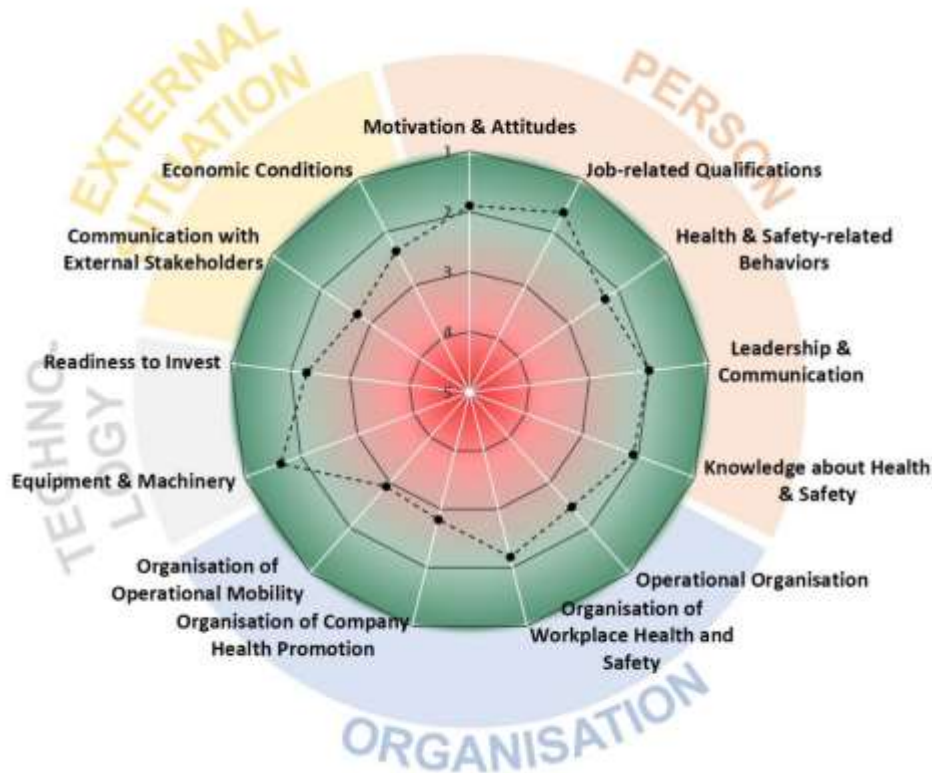 EXTERNAL
SITUATION
PERSON
Motivation & Attitudes
1
Economic Conditions
Job-related Qualifications
2
Communication with
External Stakeholders
Health & Safety-related
Behaviors
3
4
Readiness to Invest
Leadership &
Communication
5
TECHNO-
LOGY
Equipment & Machinery
Knowledge about Health
& Safety
Organisation of
Operational Mobility
Operational Organisation
Organisation of Company
Health Promotion
Organisation of
Workplace Health and
Safety
ORGANISATION